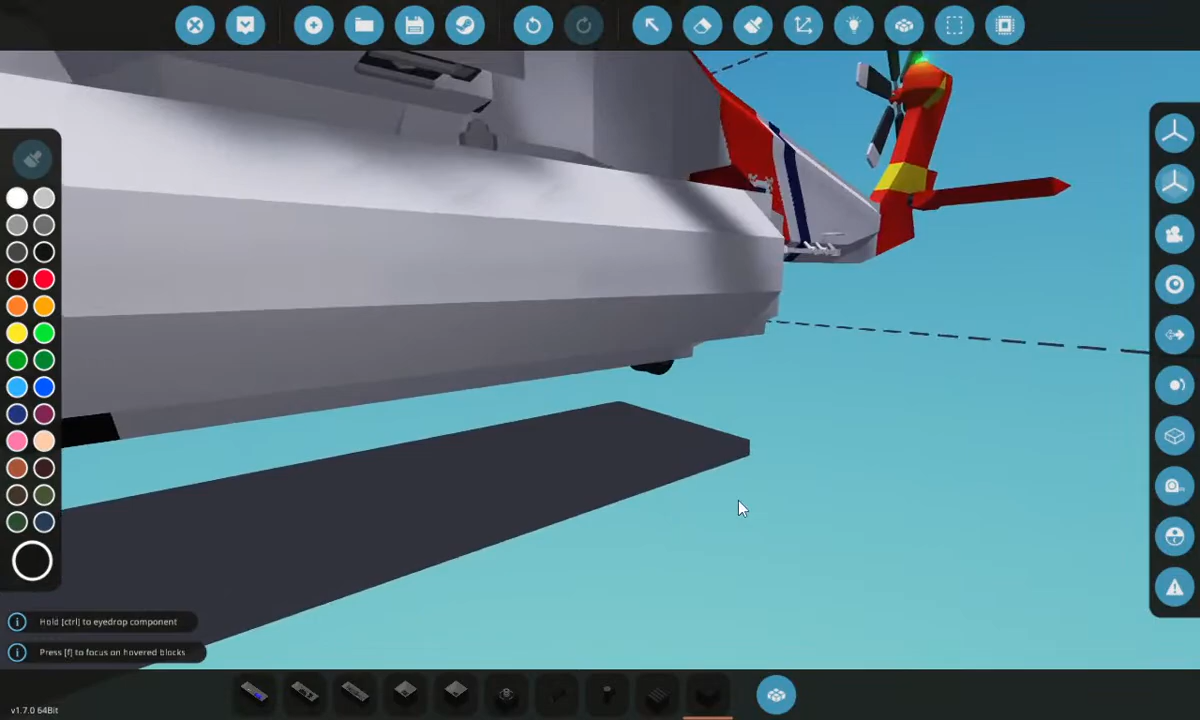 Hold [ctrl] to eyedrop component
Press [f] to focus on hovered blocks
v1.7.0 64Bit